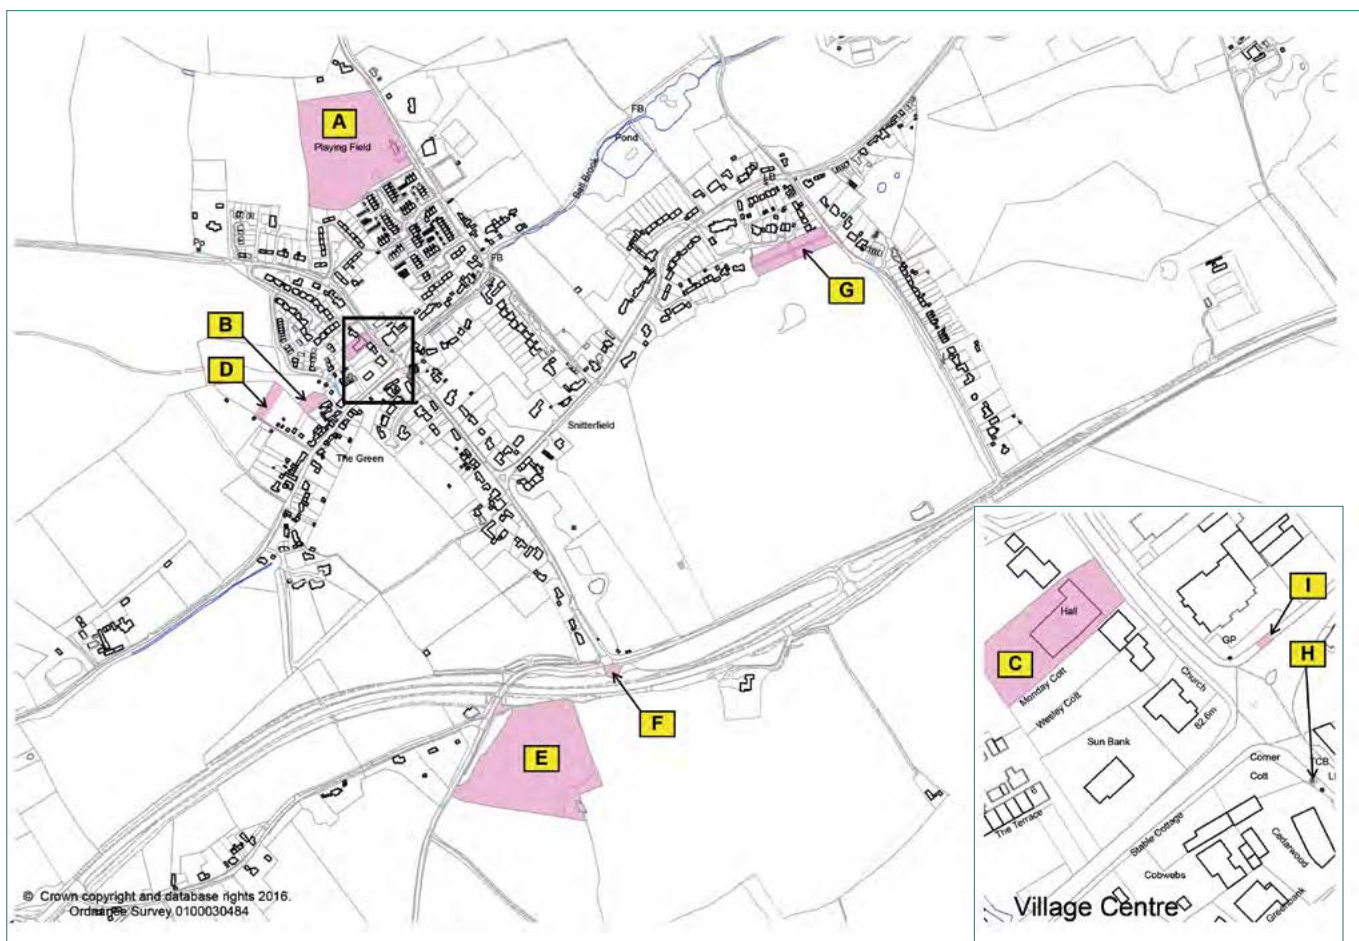 A
Playing Field
FB
Pond
Bell Brook
FB
G
B
D
Snitterfield
The Green
F
E
© Crown copyright and database rights 2016.
Ordnance Survey 0100030484
Hall
C
Monday Cott
Wesley Cott
Sun Bank
The Terrace
GP
I
H
Church
82.6m
Corner
Cott
TCB
Stable Cottage
Cobwebs
Cedarwood
Greenbank
Village Centre